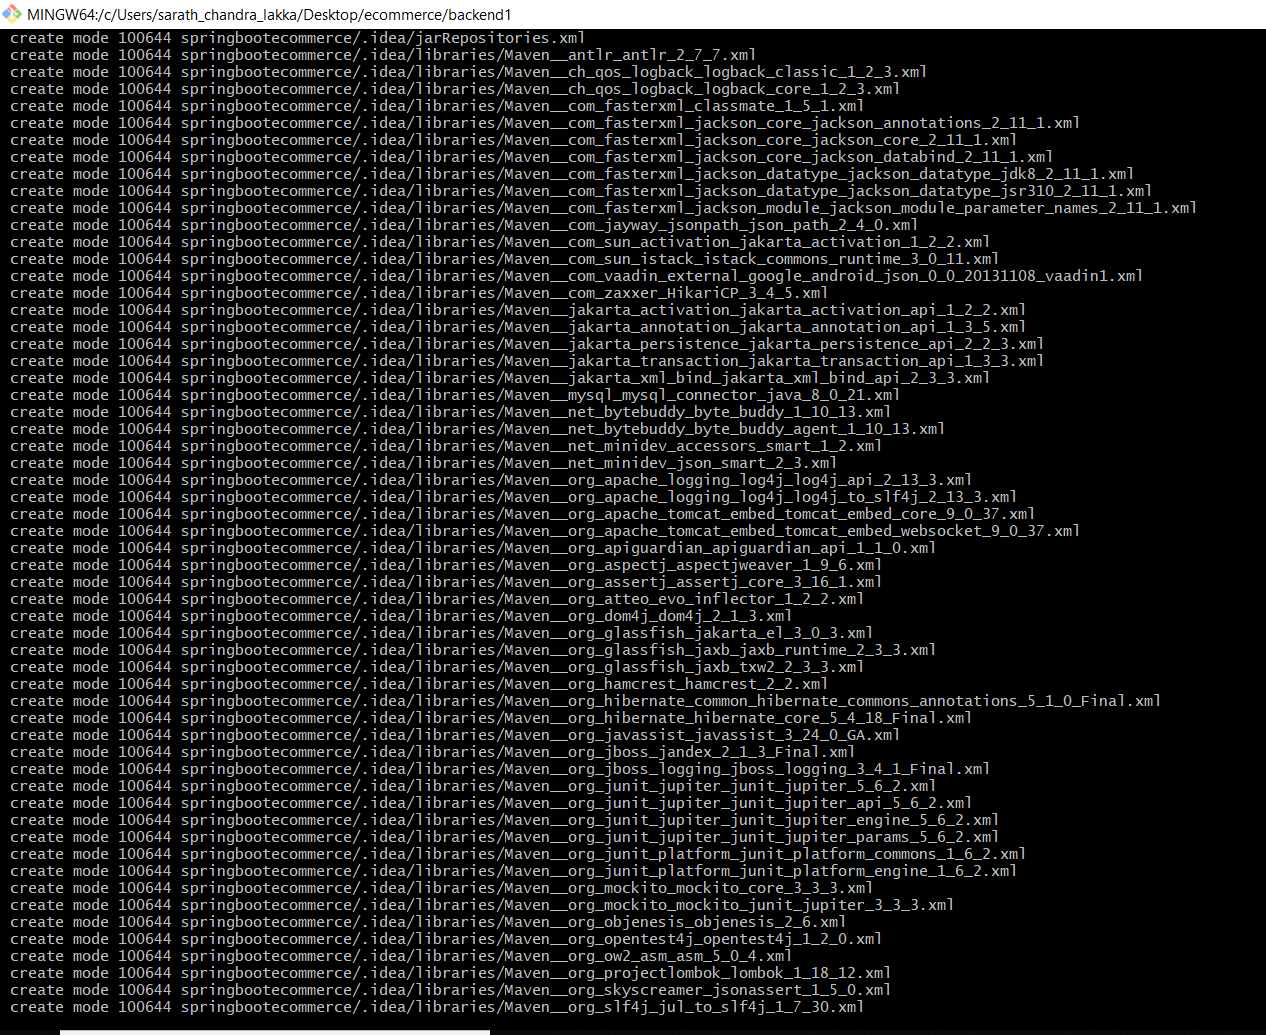 MINGW64:/c/Users/sarath_chandra_lakka/Desktop/ecommerce/backend1
create mode 100644 springbootecommerce/.idea/jarRepositories.xml
create mode 100644 springbootecommerce/.idea/libraries/Maven__antlr_antlr_2_7_7.xml
create mode 100644 springbootecommerce/.idea/libraries/Maven__ch_qos_logback_logback_classic_1_2_3.xml
create mode 100644 springbootecommerce/.idea/libraries/Maven__ch_qos_logback_logback_core_1_2_3.xml
create mode 100644 springbootecommerce/.idea/libraries/Maven__com_fasterxml_classmate_1_5_1.xml
create mode 100644 springbootecommerce/.idea/libraries/Maven__com_fasterxml_jackson_core_jackson_annotations_2_11_1.xml
create mode 100644 springbootecommerce/.idea/libraries/Maven__com_fasterxml_jackson_core_jackson_core_2_11_1.xml
create mode 100644 springbootecommerce/.idea/libraries/Maven__com_fasterxml_jackson_core_jackson_databind_2_11_1.xml
create mode 100644 springbootecommerce/.idea/libraries/Maven__com_fasterxml_jackson_datatype_jackson_datatype_jdk8_2_11_1.xml
create mode 100644 springbootecommerce/.idea/libraries/Maven__com_fasterxml_jackson_datatype_jackson_datatype_jsr310_2_11_1.xml
create mode 100644 springbootecommerce/.idea/libraries/Maven__com_fasterxml_jackson_module_jackson_module_parameter_names_2_11_1.xml
create mode 100644 springbootecommerce/.idea/libraries/Maven__com_jayway_jsonpath_json_path_2_4_0.xml
create mode 100644 springbootecommerce/.idea/libraries/Maven__com_sun_activation_jakarta_activation_1_2_2.xml
create mode 100644 springbootecommerce/.idea/libraries/Maven__com_sun_istack_istack_commons_runtime_3_0_11.xml
create mode 100644 springbootecommerce/.idea/libraries/Maven__com_vaadin_external_google_android_json_0_0_20131108_vaadin1.xml
create mode 100644 springbootecommerce/.idea/libraries/Maven__com_zaxxer_HikariCP_3_4_5.xml
create mode 100644 springbootecommerce/.idea/libraries/Maven__jakarta_activation_jakarta_activation_api_1_2_2.xml
create mode 100644 springbootecommerce/.idea/libraries/Maven__jakarta_annotation_jakarta_annotation_api_1_3_5.xml
create mode 100644 springbootecommerce/.idea/libraries/Maven__jakarta_persistence_jakarta_persistence_api_2_2_3.xml
create mode 100644 springbootecommerce/.idea/libraries/Maven__jakarta_transaction_jakarta_transaction_api_1_3_3.xml
create mode 100644 springbootecommerce/.idea/libraries/Maven__jakarta_xml_bind_jakarta_xml_bind_api_2_3_3.xml
create mode 100644 springbootecommerce/.idea/libraries/Maven__mysql_mysql_connector_java_8_0_21.xml
create mode 100644 springbootecommerce/.idea/libraries/Maven__net_bytebuddy_byte_buddy_1_10_13.xml
create mode 100644 springbootecommerce/.idea/libraries/Maven__net_bytebuddy_byte_buddy_agent_1_10_13.xml
create mode 100644 springbootecommerce/.idea/libraries/Maven__net_minidev_accessors_smart_1_2.xml
create mode 100644 springbootecommerce/.idea/libraries/Maven__net_minidev_json_smart_2_3.xml
create mode 100644 springbootecommerce/.idea/libraries/Maven__org_apache_logging_log4j_log4j_api_2_13_3.xml
create mode 100644 springbootecommerce/.idea/libraries/Maven__org_apache_logging_log4j_log4j_to_slf4j_2_13_3.xml
create mode 100644 springbootecommerce/.idea/libraries/Maven__org_apache_tomcat_embed_tomcat_embed_core_9_0_37.xml
create mode 100644 springbootecommerce/.idea/libraries/Maven__org_apache_tomcat_embed_tomcat_embed_websocket_9_0_37.xml
create mode 100644 springbootecommerce/.idea/libraries/Maven__org_apiguardian_apiguardian_api_1_1_0.xml
create mode 100644 springbootecommerce/.idea/libraries/Maven__org_aspectj_aspectjweaver_1_9_6.xml
create mode 100644 springbootecommerce/.idea/libraries/Maven__org_assertj_assertj_core_3_16_1.xml
create mode 100644 springbootecommerce/.idea/libraries/Maven__org_atteo_evo_inflector_1_2_2.xml
create mode 100644 springbootecommerce/.idea/libraries/Maven__org_dom4j_dom4j_2_1_3.xml
create mode 100644 springbootecommerce/.idea/libraries/Maven__org_glassfish_jakarta_el_3_0_3.xml
create mode 100644 springbootecommerce/.idea/libraries/Maven__org_glassfish_jaxb_jaxb_runtime_2_3_3.xml
create mode 100644 springbootecommerce/.idea/libraries/Maven__org_glassfish_jaxb_txw2_2_3_3.xml
create mode 100644 springbootecommerce/.idea/libraries/Maven__org_hamcrest_hamcrest_2_2.xml
create mode 100644 springbootecommerce/.idea/libraries/Maven__org_hibernate_common_hibernate_commons_annotations_5_1_0_Final.xml
create mode 100644 springbootecommerce/.idea/libraries/Maven__org_hibernate_hibernate_core_5_4_18_Final.xml
create mode 100644 springbootecommerce/.idea/libraries/Maven__org_javassist_javassist_3_24_0_GA.xml
create mode 100644 springbootecommerce/.idea/libraries/Maven__org_jboss_jandex_2_1_3_Final.xml
create mode 100644 springbootecommerce/.idea/libraries/Maven__org_jboss_logging_jboss_logging_3_4_1_Final.xml
create mode 100644 springbootecommerce/.idea/libraries/Maven__org_junit_jupiter_junit_jupiter_5_6_2.xml
create mode 100644 springbootecommerce/.idea/libraries/Maven__org_junit_jupiter_junit_jupiter_api_5_6_2.xml
create mode 100644 springbootecommerce/.idea/libraries/Maven__org_junit_jupiter_junit_jupiter_engine_5_6_2.xml
create mode 100644 springbootecommerce/.idea/libraries/Maven__org_junit_jupiter_junit_jupiter_params_5_6_2.xml
create mode 100644 springbootecommerce/.idea/libraries/Maven__org_junit_platform_junit_platform_commons_1_6_2.xml
create mode 100644 springbootecommerce/.idea/libraries/Maven__org_junit_platform_junit_platform_engine_1_6_2.xml
create mode 100644 springbootecommerce/.idea/libraries/Maven__org_mockito_mockito_core_3_3_3.xml
create mode 100644 springbootecommerce/.idea/libraries/Maven__org_mockito_mockito_junit_jupiter_3_3_3.xml
create mode 100644 springbootecommerce/.idea/libraries/Maven__org_objenesis_objenesis_2_6.xml
create mode 100644 springbootecommerce/.idea/libraries/Maven__org_opentest4j_opentest4j_1_2_0.xml
create mode 100644 springbootecommerce/.idea/libraries/Maven__org_ow2_asm_asm_5_0_4.xml
create mode 100644 springbootecommerce/.idea/libraries/Maven__org_projectlombok_lombok_1_18_12.xml
create mode 100644 springbootecommerce/.idea/libraries/Maven__org_skyscreamer_jsonassert_1_5_0.xml
create mode 100644 springbootecommerce/.idea/libraries/Maven__org_slf4j_jul_to_slf4j_1_7_30.xml